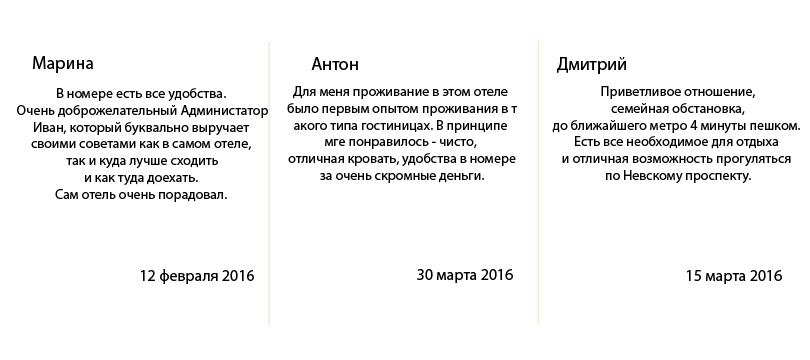 Марина
В номере есть все удобства.
Очень доброжелательный Администатор
Иван, который буквально выручает
своими советами как в самом отеле,
так и куда лучше сходить
и как туда доехать.
Сам отель очень порадовал.
12 февраля 2016
Антон
Для меня проживание в этом отеле
было первым опытом проживания в т
акого типа гостиницах. В принципе
мге понравилось - чисто,
отличная кровать, удобства в номере
за очень скромные деньги.
30 марта 2016
Дмитрий
Приветливое отношение,
семейная обстановка,
до ближайшего метро 4 минуты пешком.
Есть все необходимое для отдыха
и отличная возможность прогуляться
по Невскому проспекту.
15 марта 2016